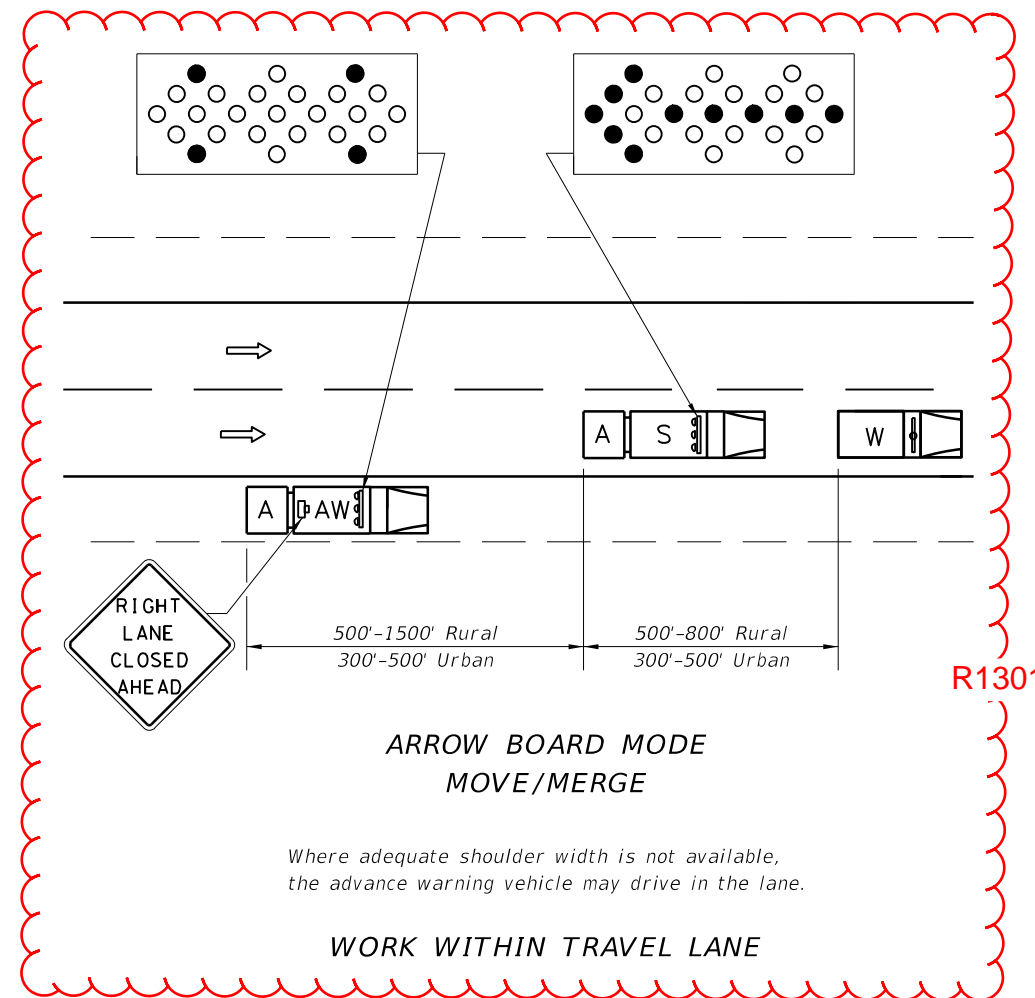 A S
W
A AW
RIGHT
LANE
CLOSED
AHEAD
500'-1500' Rural
300'-500' Urban
500'-800' Rural
300'-500' Urban
R1301
ARROW BOARD MODE
MOVE/MERGE
Where adequate shoulder width is not available,
the advance warning vehicle may drive in the lane.
WORK WITHIN TRAVEL LANE